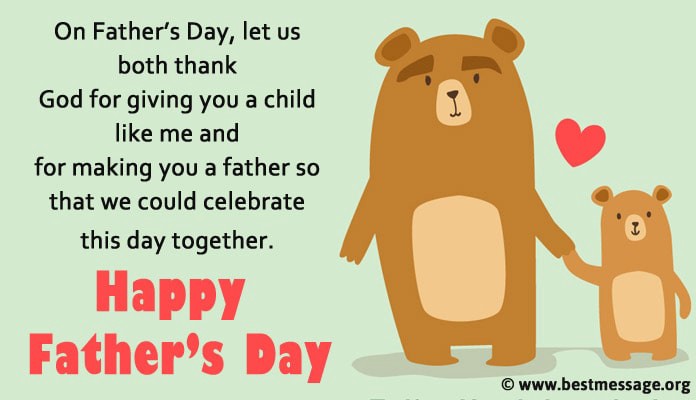 On Father’s Day, let us
both thank
God for giving you a child
like me and
for making you a father so
that we could celebrate
this day together.
Happy
Father’s Day
© www.bestmessage.org